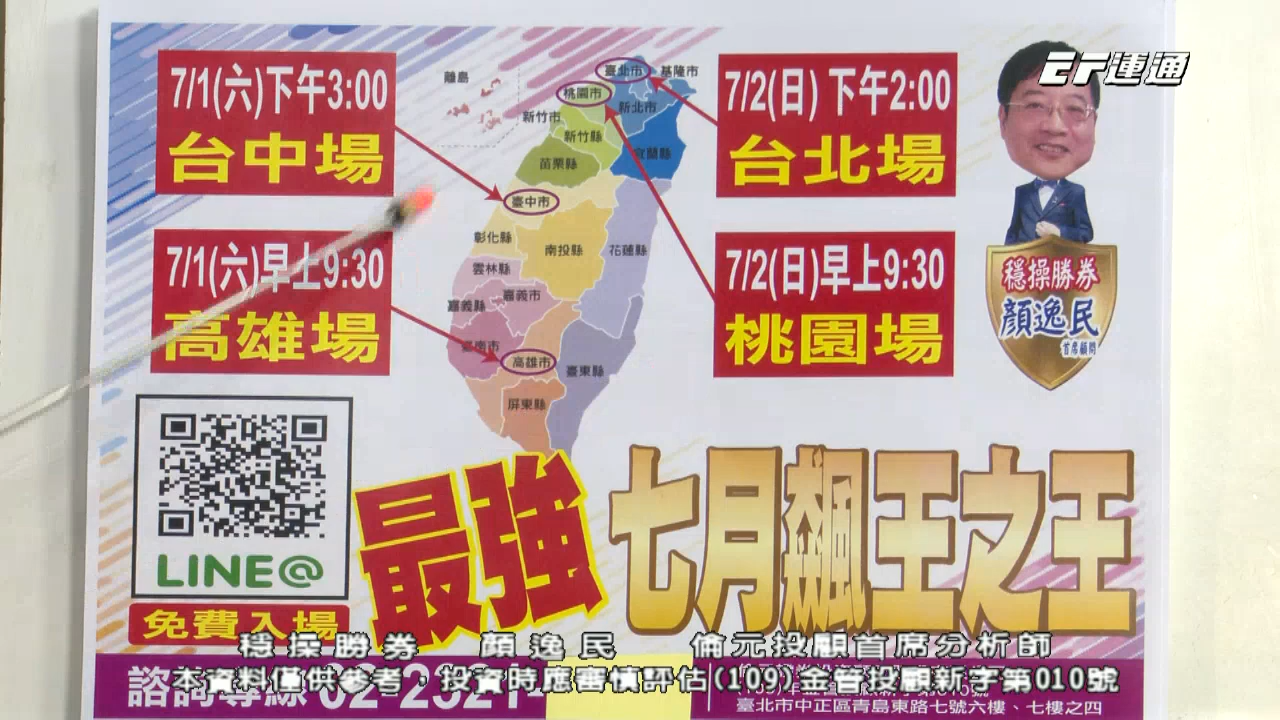 EF運通
7/1(六)下午3:00
台中場
7/2(日)下午2:00
台北場
7/1(六)早上9:30
高雄場
7/2(日)早上9:30
桃園場
離島
臺北市
基隆市
桃園市
新北市
新竹市
新竹縣
宜蘭縣
苗栗縣
臺中市
彰化縣
南投縣
花蓮縣
雲林縣
嘉義市
嘉義縣
臺南市
高雄市
臺東縣
屏東縣
穩操勝券
顏逸民
首席顧問
LINE@
免費入場
最強
七月飆王之王
穩操勝券 顏逸民 倫元投顧首席分析師
本資料僅供參考,投資時應審慎評估(109)金管投顧新字第010號
諮詢專線 02-2321
臺北市中正區青島東路七號六樓、七樓之四